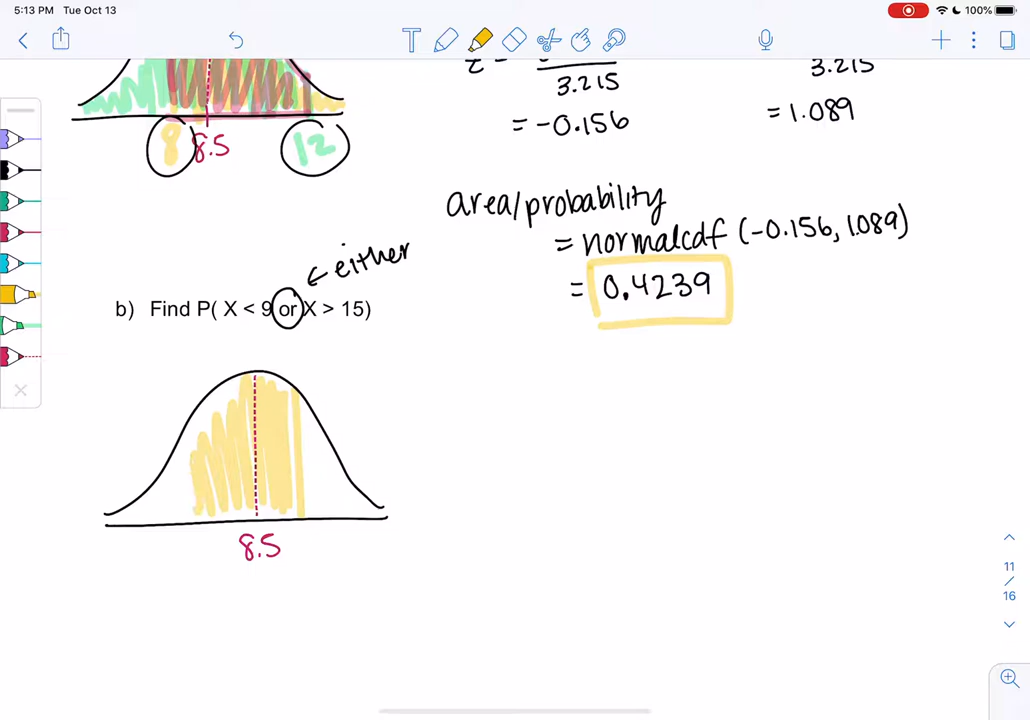 5:13 PM Tue Oct 13
100%
T
z =
3.215
3.215
= -0.156
= 1.089
8 8.5 12
area/probability
= normalcdf (-0.156, 1.089)
= 0.4239
← either
b) Find P( X < 9 or X > 15)
8.5
11
/
16